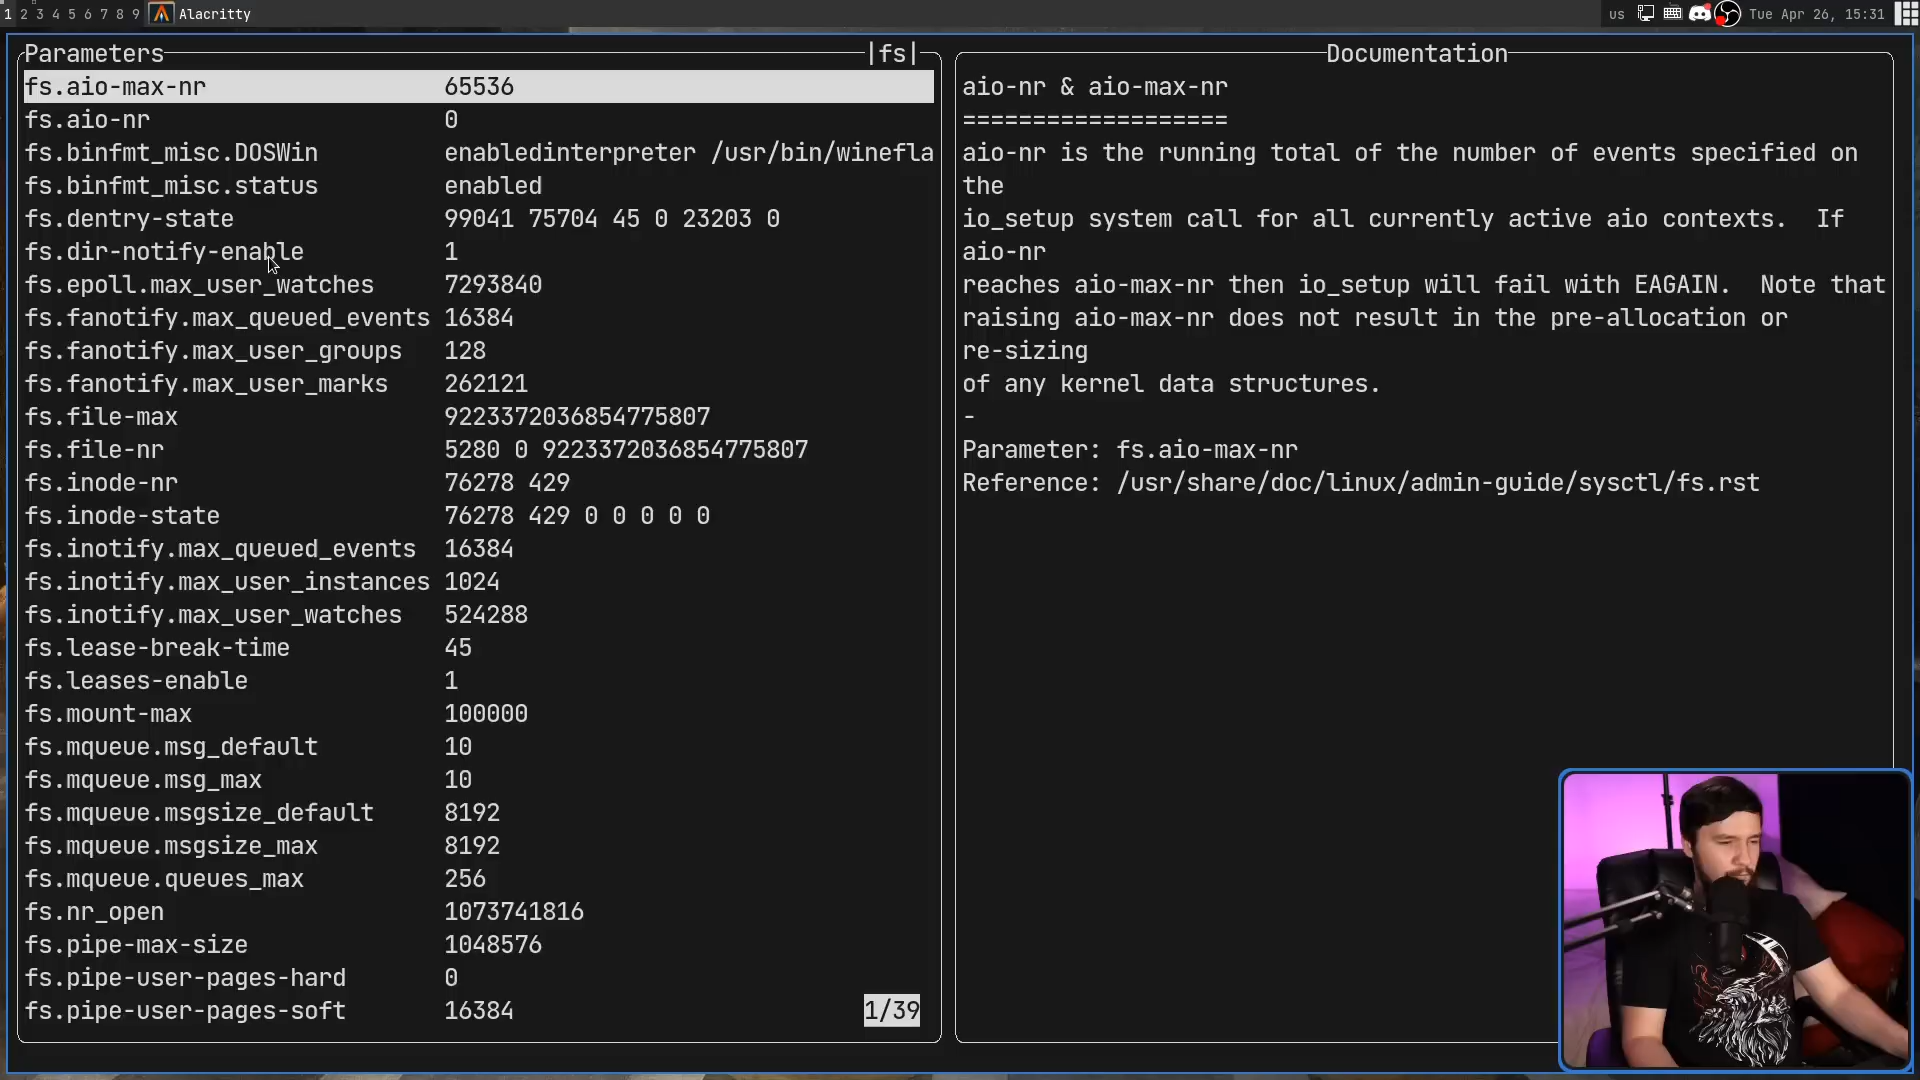 1 2 3 4 5 6 7 8 9 Alacritty us Tue Apr 26, 15:31
Parameters |fs|
fs.aio-max-nr 65536
fs.aio-nr 0
fs.binfmt_misc.DOSWin enabledinterpreter /usr/bin/winefla
fs.binfmt_misc.status enabled
fs.dentry-state 99041 75704 45 0 23203 0
fs.dir-notify-enable 1
fs.epoll.max_user_watches 7293840
fs.fanotify.max_queued_events 16384
fs.fanotify.max_user_groups 128
fs.fanotify.max_user_marks 262121
fs.file-max 9223372036854775807
fs.file-nr 5280 0 9223372036854775807
fs.inode-nr 76278 429
fs.inode-state 76278 429 0 0 0 0 0
fs.inotify.max_queued_events 16384
fs.inotify.max_user_instances 1024
fs.inotify.max_user_watches 524288
fs.lease-break-time 45
fs.leases-enable 1
fs.mount-max 100000
fs.mqueue.msg_default 10
fs.mqueue.msg_max 10
fs.mqueue.msgsize_default 8192
fs.mqueue.msgsize_max 8192
fs.mqueue.queues_max 256
fs.nr_open 1073741816
fs.pipe-max-size 1048576
fs.pipe-user-pages-hard 0
fs.pipe-user-pages-soft 16384
1/39
Documentation
aio-nr & aio-max-nr
===================
aio-nr is the running total of the number of events specified on
the
io_setup system call for all currently active aio contexts.  If
aio-nr
reaches aio-max-nr then io_setup will fail with EAGAIN.  Note that
raising aio-max-nr does not result in the pre-allocation or
re-sizing
of any kernel data structures.
-
Parameter: fs.aio-max-nr
Reference: /usr/share/doc/linux/admin-guide/sysctl/fs.rst